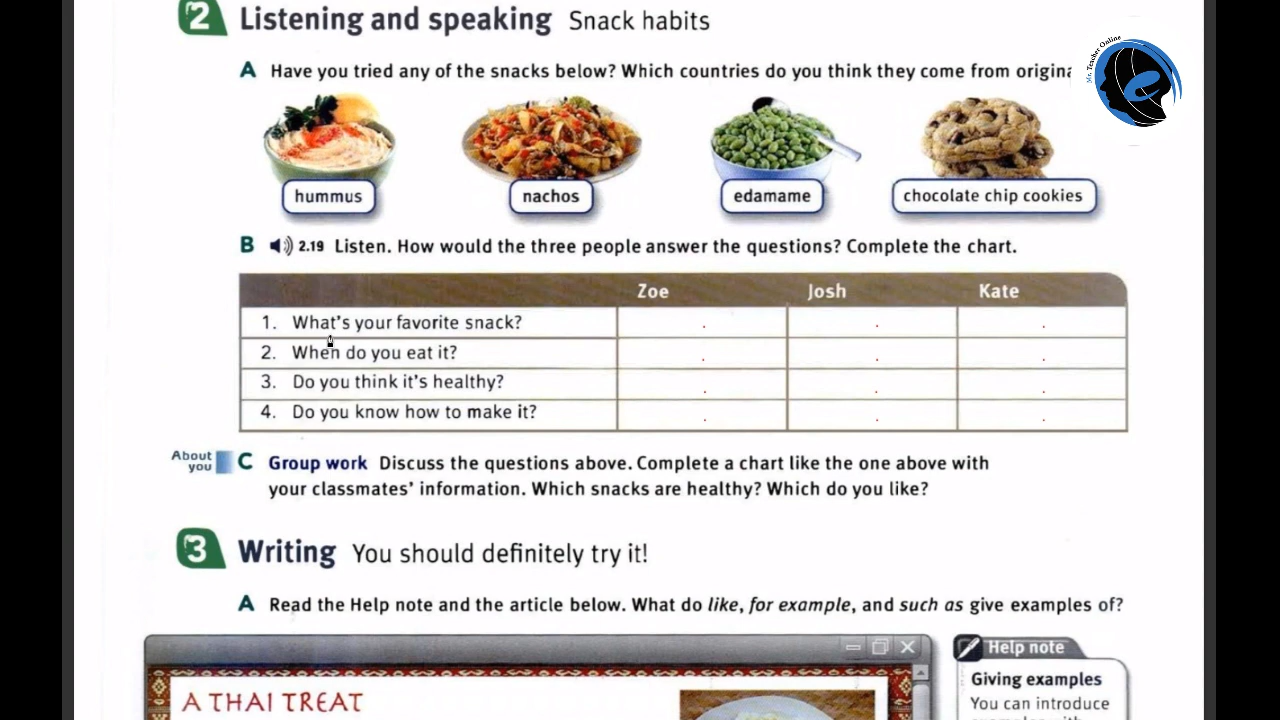 2 Listening and speaking Snack habits
A Have you tried any of the snacks below? Which countries do you think they come from
Mr. Teacher Online
e
hummus
nachos
edamame
chocolate chip cookies
B 2.19 Listen. How would the three people answer the questions? Complete the chart.
Zoe Josh Kate
1. What's your favorite snack?
2. When do you eat it?
3. Do you think it's healthy?
4. Do you know how to make it?
About
you
C Group work Discuss the questions above. Complete a chart like the one above with
your classmates' information. Which snacks are healthy? Which do you like?
3 Writing You should definitely try it!
A Read the Help note and the article below. What do like, for example, and such as give examples of?
Help note
Giving examples
You can introduce
A THAI TREAT